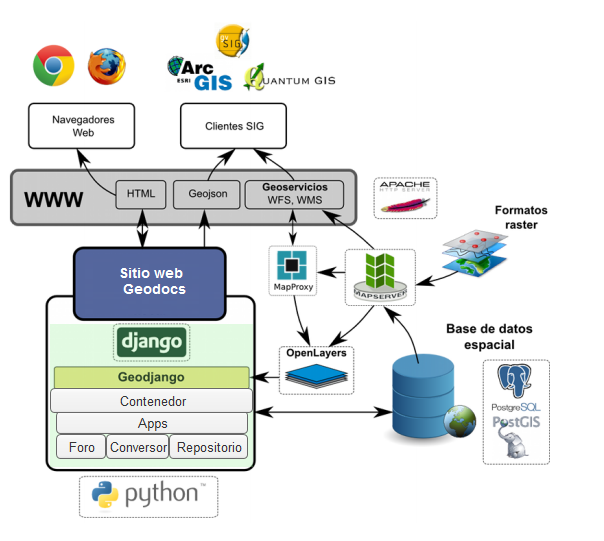 SIG
Arc
ESRI
GIS
QUANTUM GIS
Navegadores
Web
Clientes SIG
WWW
HTML
Geojson
Geoservicios
WFS, WMS
APACHE
HTTP SERVER
Formatos
raster
Sitio web
Geodocs
MapProxy
MAPSERVER
django
OpenLayers
Base de datos
espacial
Geodjango
Contenedor
Apps
Foro
Conversor
Repositorio
PostgreSQL
PostGIS
python™